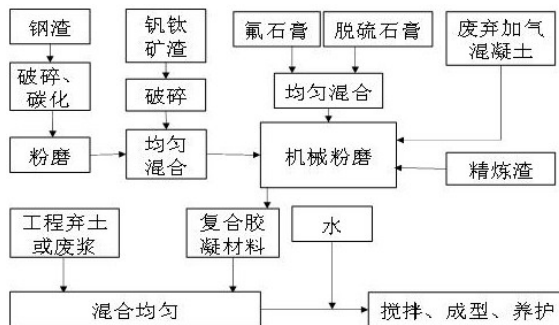 钢渣
钒钛
矿渣
氟石膏
脱硫石膏
废弃加气
混凝土
破碎、
碳化
破碎
均匀混合
粉磨
均匀
混合
机械粉磨
精炼渣
工程弃土
或废浆
复合胶
凝材料
水
混合均匀
搅拌、成型、养护